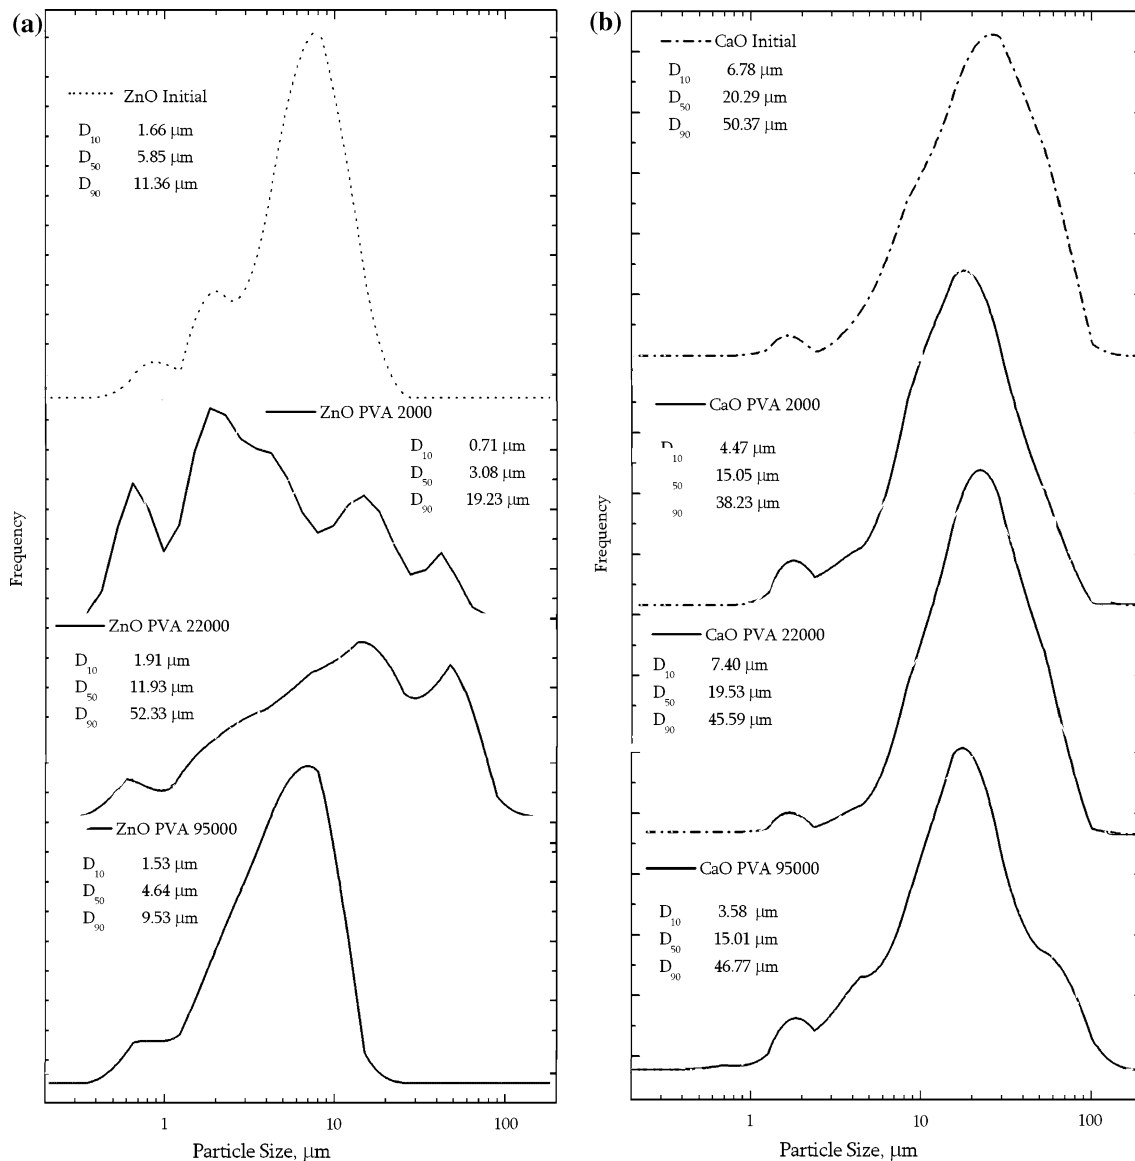 (a)
ZnO Initial
D10 1.66 μm
D50 5.85 μm
D90 11.36 μm
ZnO PVA 2000
D10 0.71 μm
D50 3.08 μm
D90 19.23 μm
ZnO PVA 22000
D10 1.91 μm
D50 11.93 μm
D90 52.33 μm
ZnO PVA 95000
D10 1.53 μm
D50 4.64 μm
D90 9.53 μm
Frequency
1 10 100
Particle Size, μm
(b)
CaO Initial
D10 6.78 μm
D50 20.29 μm
D90 50.37 μm
CaO PVA 2000
D10 4.47 μm
50 15.05 μm
90 38.23 μm
CaO PVA 22000
D10 7.40 μm
D50 19.53 μm
D90 45.59 μm
CaO PVA 95000
D10 3.58 μm
D50 15.01 μm
D90 46.77 μm
Frequency
1 10 100
Particle Size, μm